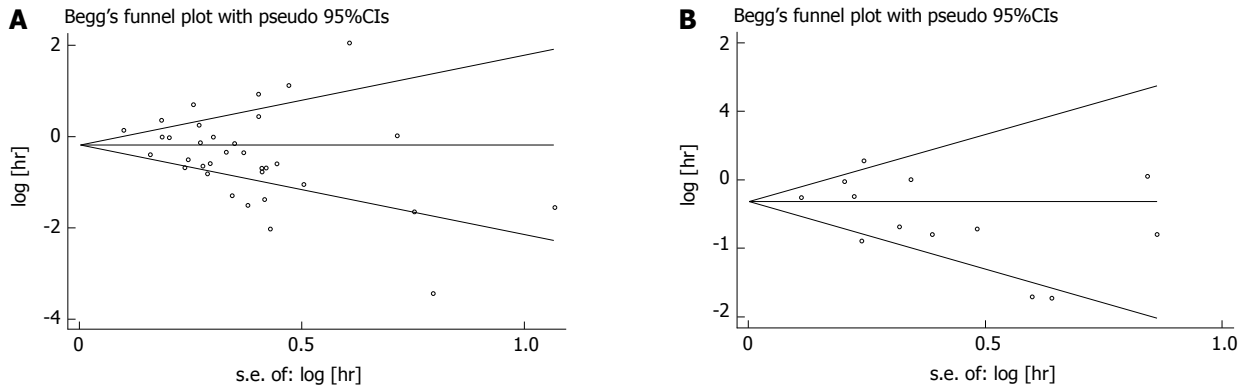 A Begg's funnel plot with pseudo 95%CIs
2
0
-2
-4
log [hr]
0 0.5 1.0
s.e. of: log [hr]
B Begg's funnel plot with pseudo 95%CIs
2
4
0
-1
-2
log [hr]
0 0.5 1.0
s.e. of: log [hr]